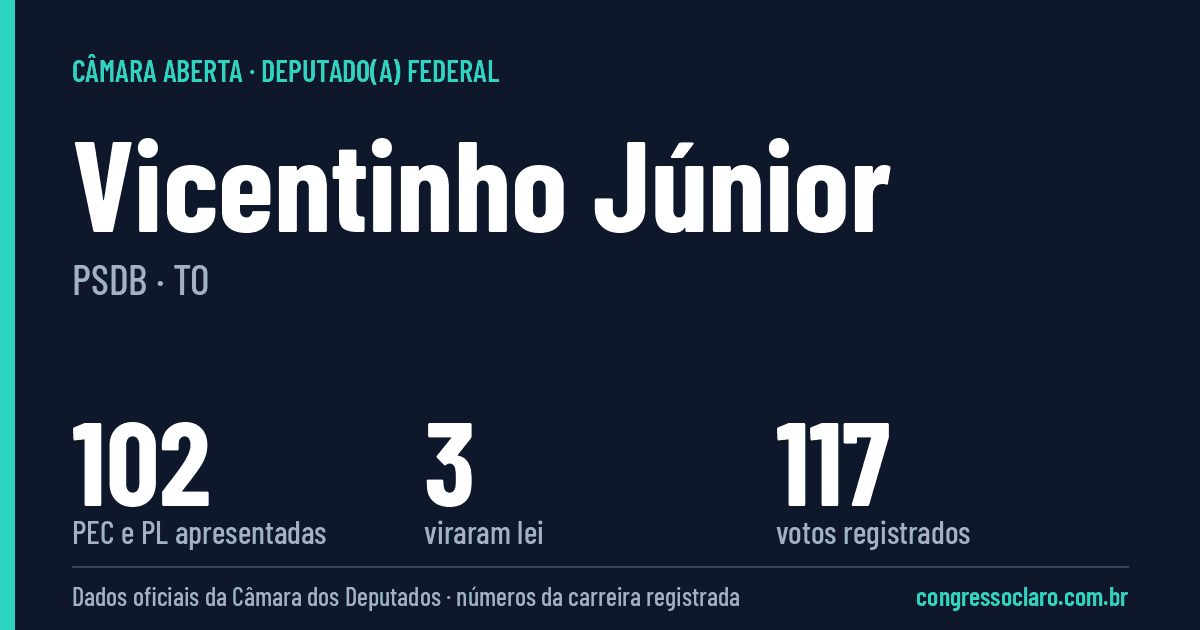 CÂMARA ABERTA · DEPUTADO(A) FEDERAL
Vicentinho Júnior
PSDB · TO
102 3 117
PEC e PL apresentadas viraram lei votos registrados
Dados oficiais da Câmara dos Deputados · números da carreira registrada congressoclaro.com.br